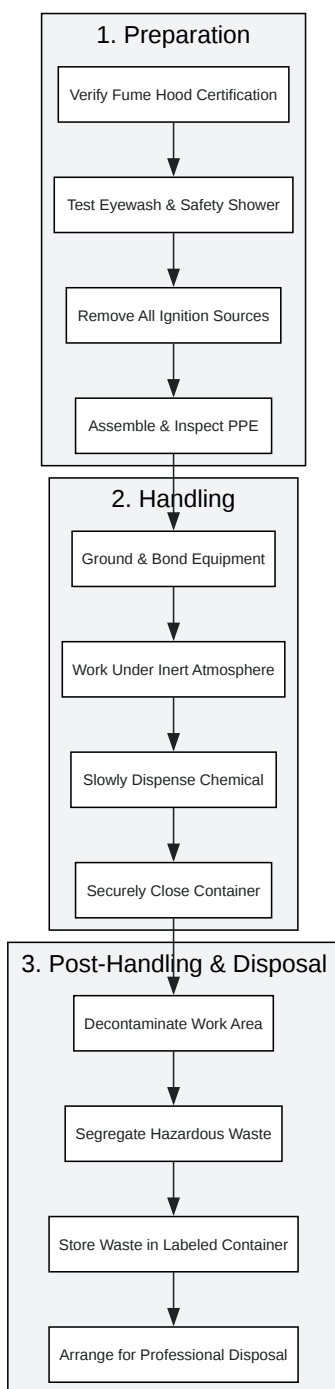 1. Preparation
Verify Fume Hood Certification
Test Eyewash & Safety Shower
Remove All Ignition Sources
Assemble & Inspect PPE
2. Handling
Ground & Bond Equipment
Work Under Inert Atmosphere
Slowly Dispense Chemical
Securely Close Container
3. Post-Handling & Disposal
Decontaminate Work Area
Segregate Hazardous Waste
Store Waste in Labeled Container
Arrange for Professional Disposal